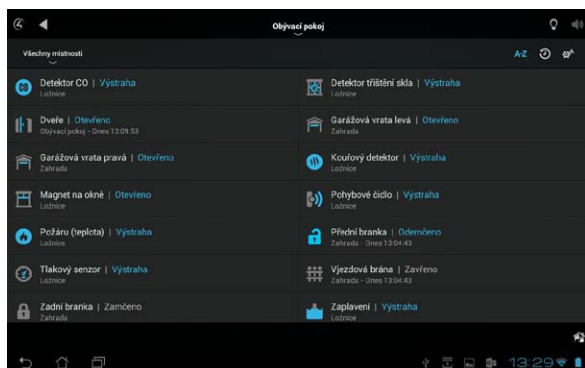 Obývací pokoj
Všechny místnosti
A-Z
Detektor CO | Výstraha
Ložnice
Detektor tříštění skla | Výstraha
Ložnice
Dveře | Otevřeno
Obývací pokoj - Dnes 13:09:53
Garážová vrata levá | Otevřeno
Zahrada
Garážová vrata pravá | Otevřeno
Zahrada
Kouřový detektor | Výstraha
Ložnice
Magnet na okně | Otevřeno
Ložnice
Pohybové čidlo | Výstraha
Ložnice
Požáru (teplota) | Výstraha
Ložnice
Přední branka | Odemčeno
Zahrada - Dnes 13:04:43
Tlakový senzor | Výstraha
Ložnice
Vjezdová brána | Zavřeno
Zahrada - Dnes 13:04:43
Zadní branka | Zamčeno
Zahrada
Zaplavení | Výstraha
Ložnice
13:29